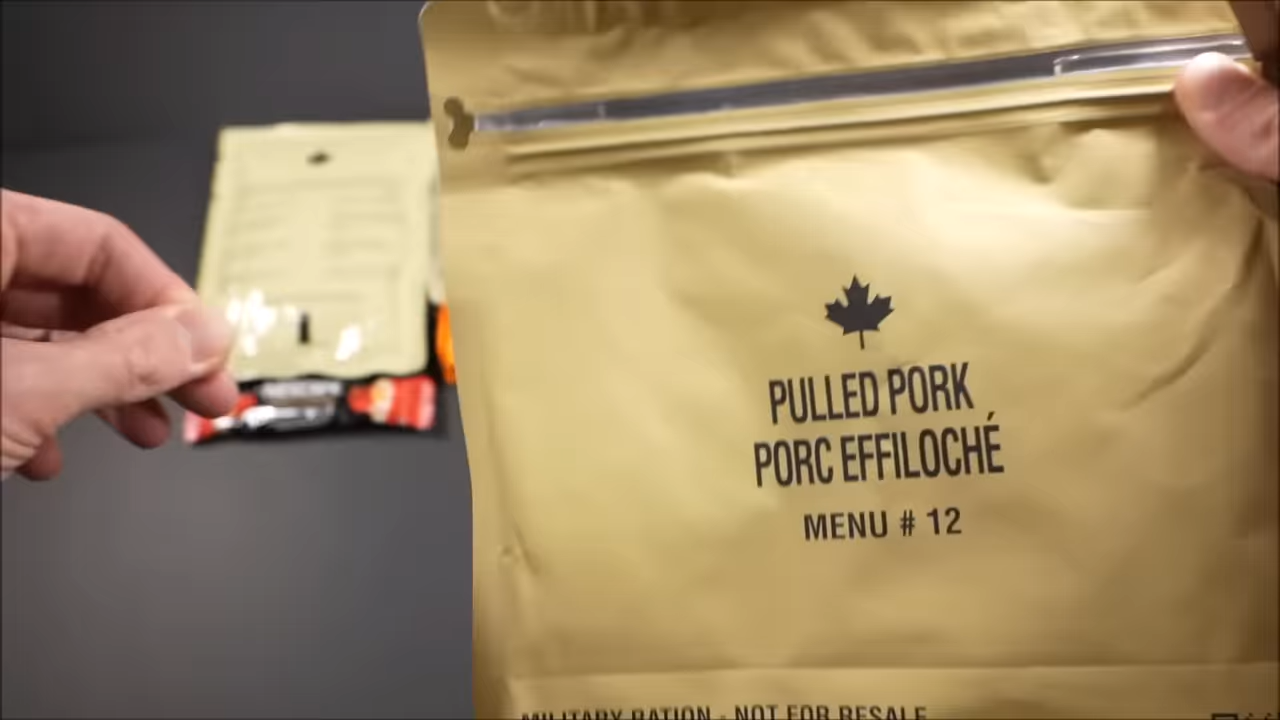 PULLED PORK
PORC EFFILOCHÉ
MENU # 12
MILITARY RATION - NOT FOR RESALE